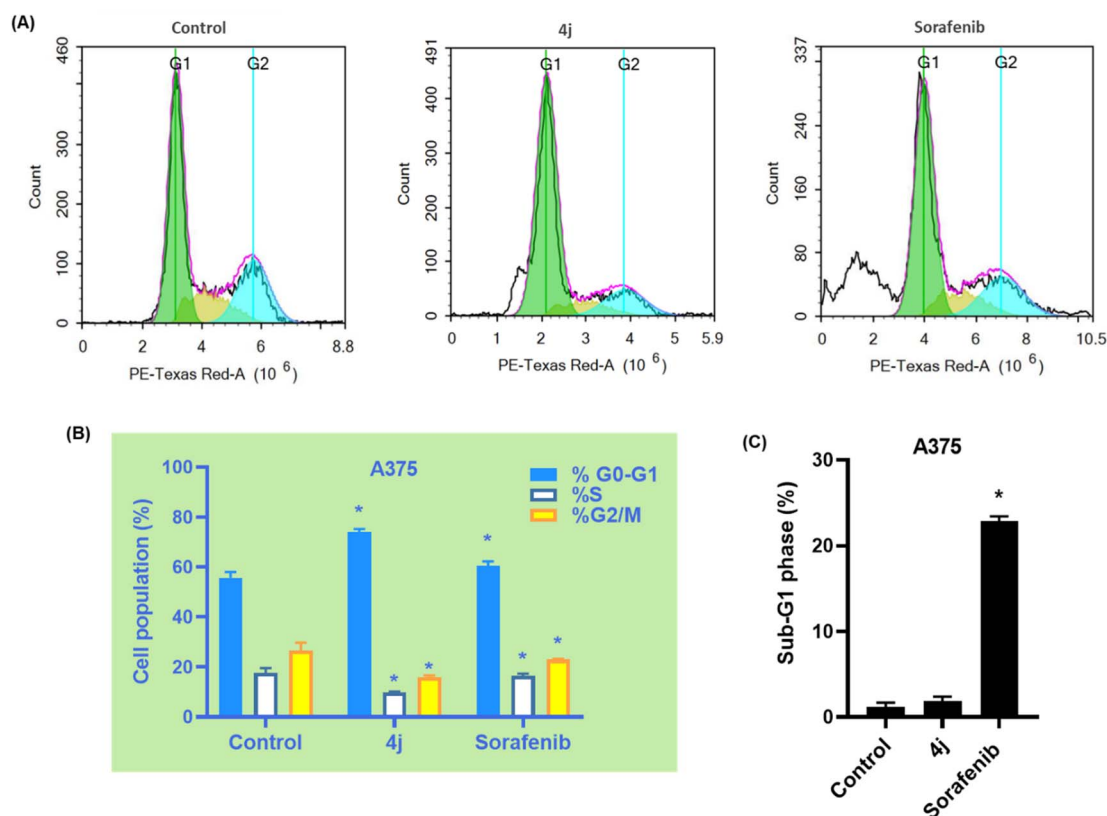 (A)
Control
460
300
200
100
0
Count
G1
G2
0 2 4 6 8.8
PE-Texas Red-A (10 6)
4j
491
400
300
200
100
0
Count
G1
G2
0 1 2 3 4 5 5.9
PE-Texas Red-A (10 6)
Sorafenib
337
240
160
80
0
Count
G1
G2
0 2 4 6 8 10.5
PE-Texas Red-A (10 6)
(B)
A375
% G0-G1
%S
%G2/M
Cell population (%)
100
80
60
40
20
0
* * * * * *
Control 4j Sorafenib
(C)
A375
Sub-G1 phase (%)
30
20
10
0
*
Control
4j
Sorafenib